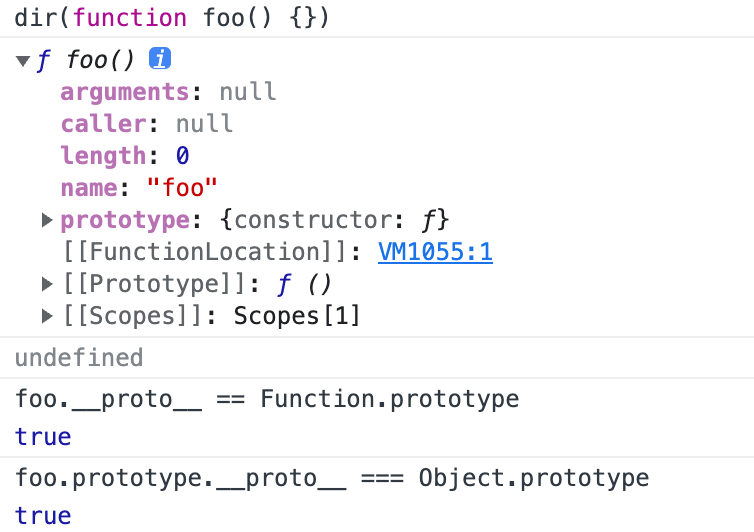 dir(function foo() {})
▼ƒ foo() i
arguments: null
caller: null
length: 0
name: "foo"
▶prototype: {constructor: ƒ}
[[FunctionLocation]]: VM1055:1
▶[[Prototype]]: ƒ ()
▶[[Scopes]]: Scopes[1]
undefined
foo.__proto__ == Function.prototype
true
foo.prototype.__proto__ === Object.prototype
true